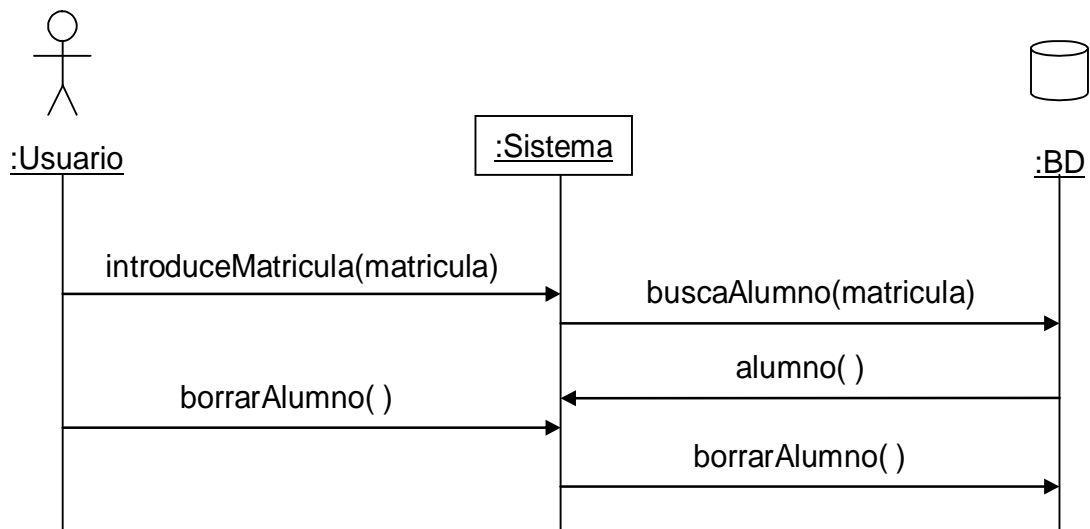 :Usuario
:Sistema
:BD
introduceMatricula(matricula)
buscaAlumno(matricula)
alumno( )
borrarAlumno( )
borrarAlumno( )